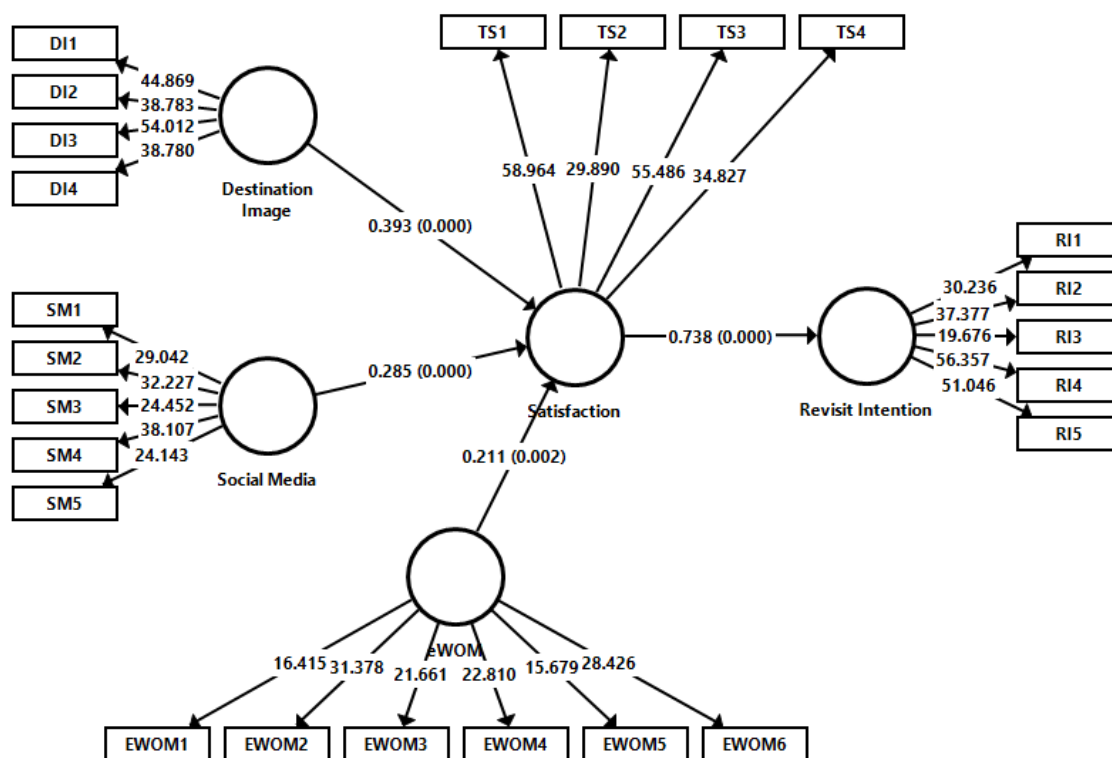 TS1
TS2
TS3
TS4
DI1
DI2
DI3
DI4
44.869
38.783
54.012
38.780
Destination
Image
58.964
29.890
55.486
34.827
0.393 (0.000)
SM1
SM2
SM3
SM4
SM5
29.042
32.227
24.452
38.107
24.143
Social Media
0.285 (0.000)
Satisfaction
0.738 (0.000)
Revisit Intention
30.236
37.377
19.676
56.357
51.046
RI1
RI2
RI3
RI4
RI5
0.211 (0.002)
eWOM
16.415
31.378
21.661
22.810
15.679
28.426
EWOM1
EWOM2
EWOM3
EWOM4
EWOM5
EWOM6